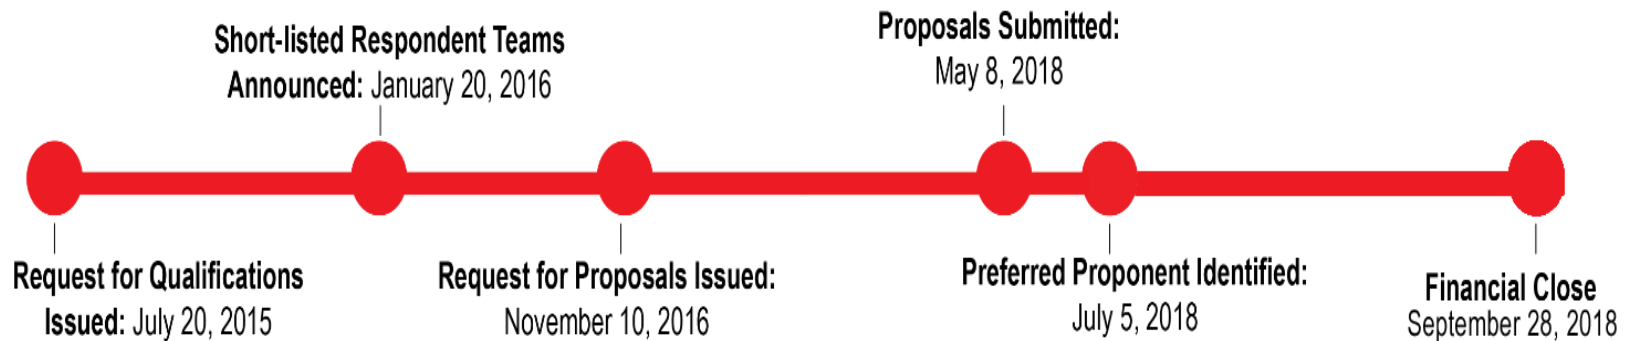 Short-listed Respondent Teams
Announced: January 20, 2016
Proposals Submitted:
May 8, 2018
Request for Qualifications
Issued: July 20, 2015
Request for Proposals Issued:
November 10, 2016
Preferred Proponent Identified:
July 5, 2018
Financial Close
September 28, 2018